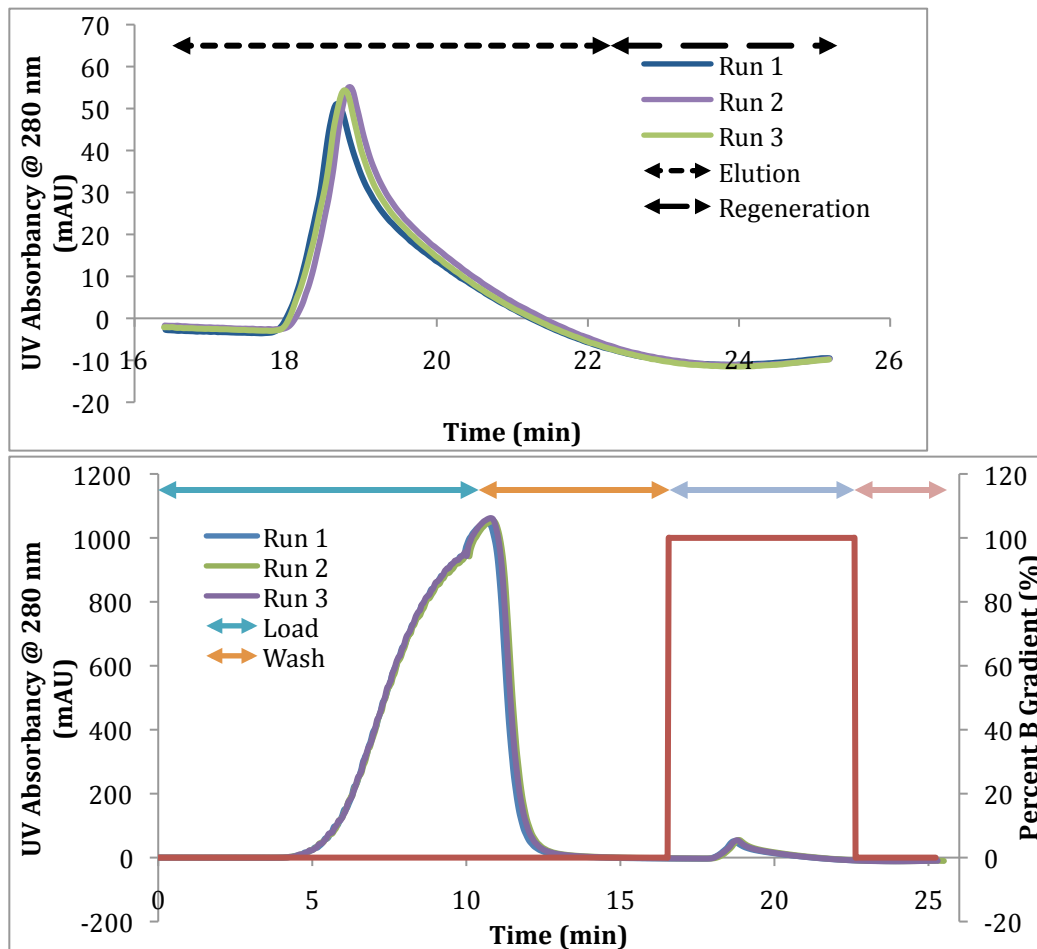 70
60
50
40
30
20
10
0
-10
-20
UV Absorbancy @ 280 nm
(mAU)
16
18
20
22
24
26
Time (min)
Run 1
Run 2
Run 3
Elution
Regeneration
1200
1000
800
600
400
200
0
-200
UV Absorbancy @ 280 nm
(mAU)
Run 1
Run 2
Run 3
Load
Wash
0
5
10
15
20
25
Time (min)
120
100
80
60
40
20
0
-20
Percent B Gradient (%)